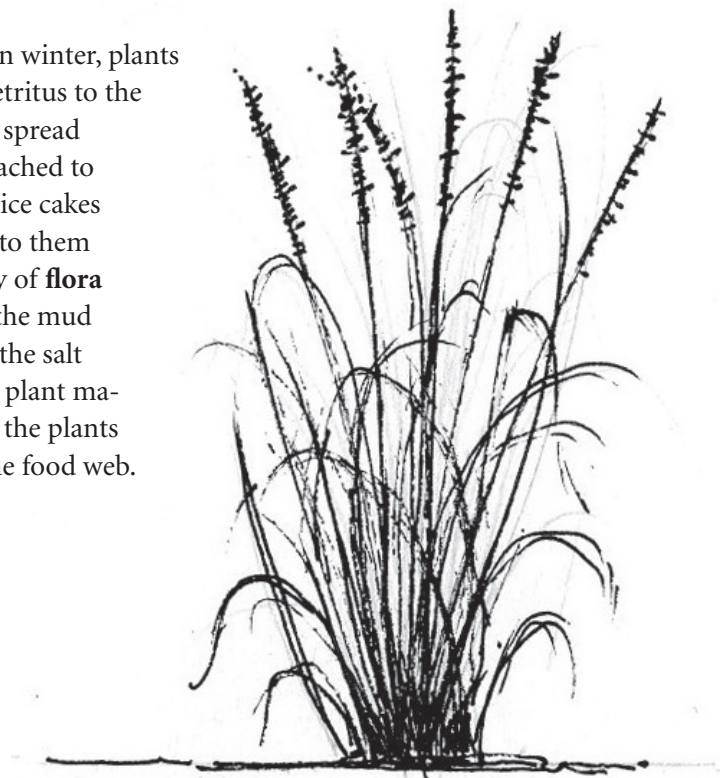 n winter, plants
etritus to the
spread
ached to
ice cakes
to them
y of flora
the mud
the salt
plant ma-
the plants
e food web.